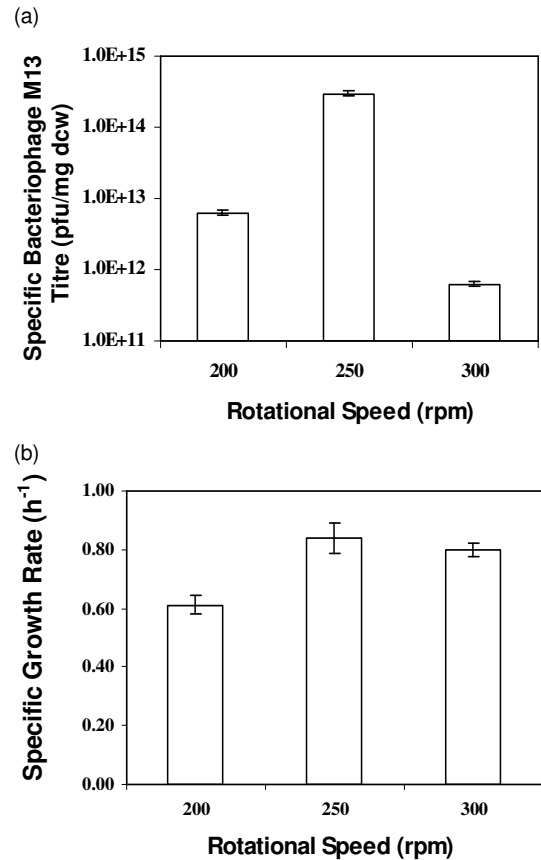 (a)
Specific Bacteriophage M13
Titre (pfu/mg dcw)
1.0E+15
1.0E+14
1.0E+13
1.0E+12
1.0E+11
200 250 300
Rotational Speed (rpm)
(b)
Specific Growth Rate (h-1)
1.00
0.80
0.60
0.40
0.20
0.00
200 250 300
Rotational Speed (rpm)